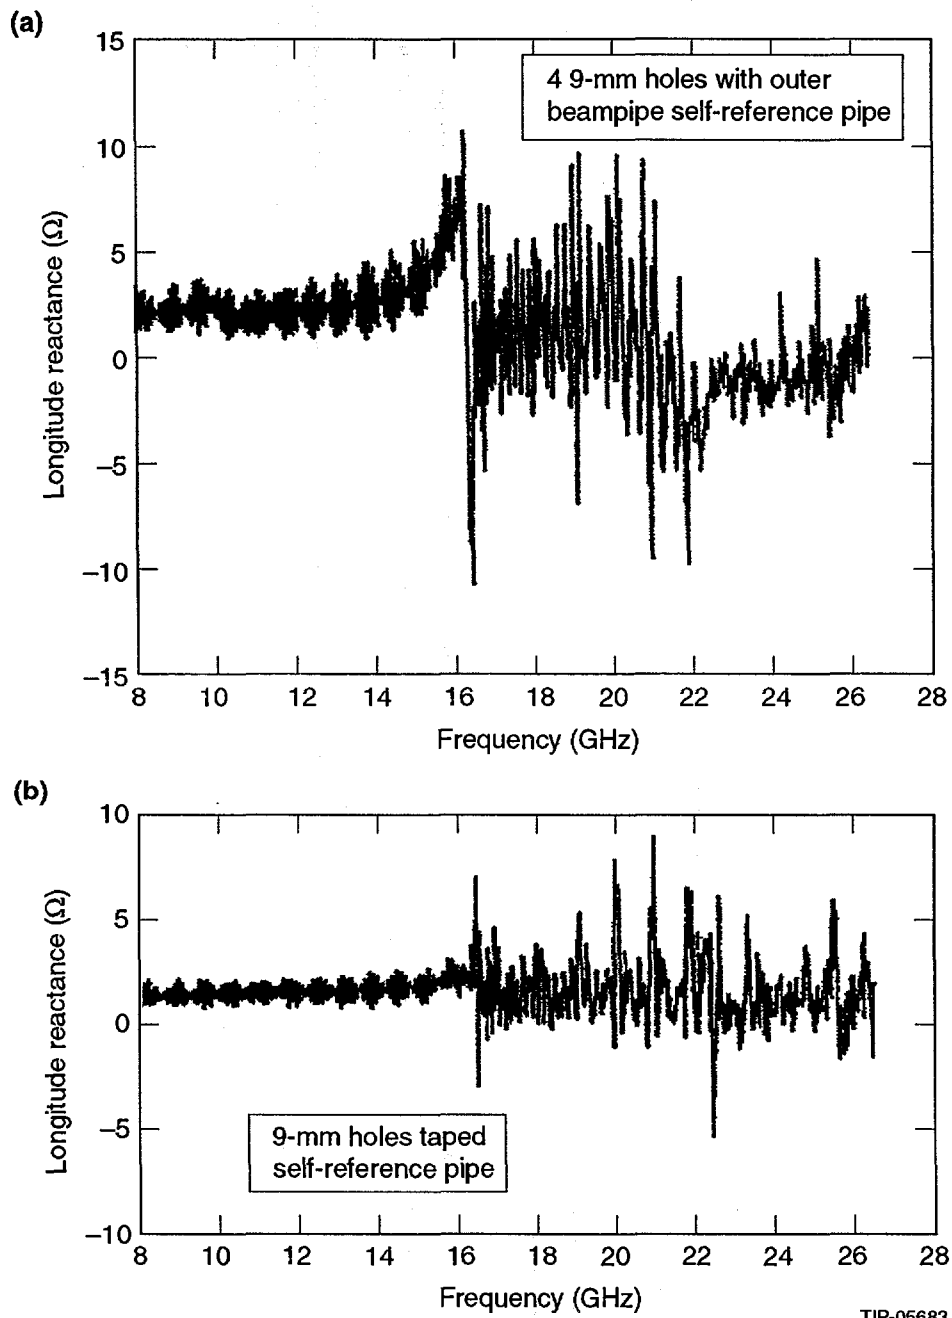 (a)
15
10
5
0
−5
−10
−15
Longitude reactance (Ω)
4 9-mm holes with outer
beampipe self-reference pipe
8 10 12 14 16 18 20 22 24 26 28
Frequency (GHz)
(b)
10
5
0
−5
−10
Longitude reactance (Ω)
9-mm holes taped
self-reference pipe
8 10 12 14 16 18 20 22 24 26 28
Frequency (GHz)
TIP-05683